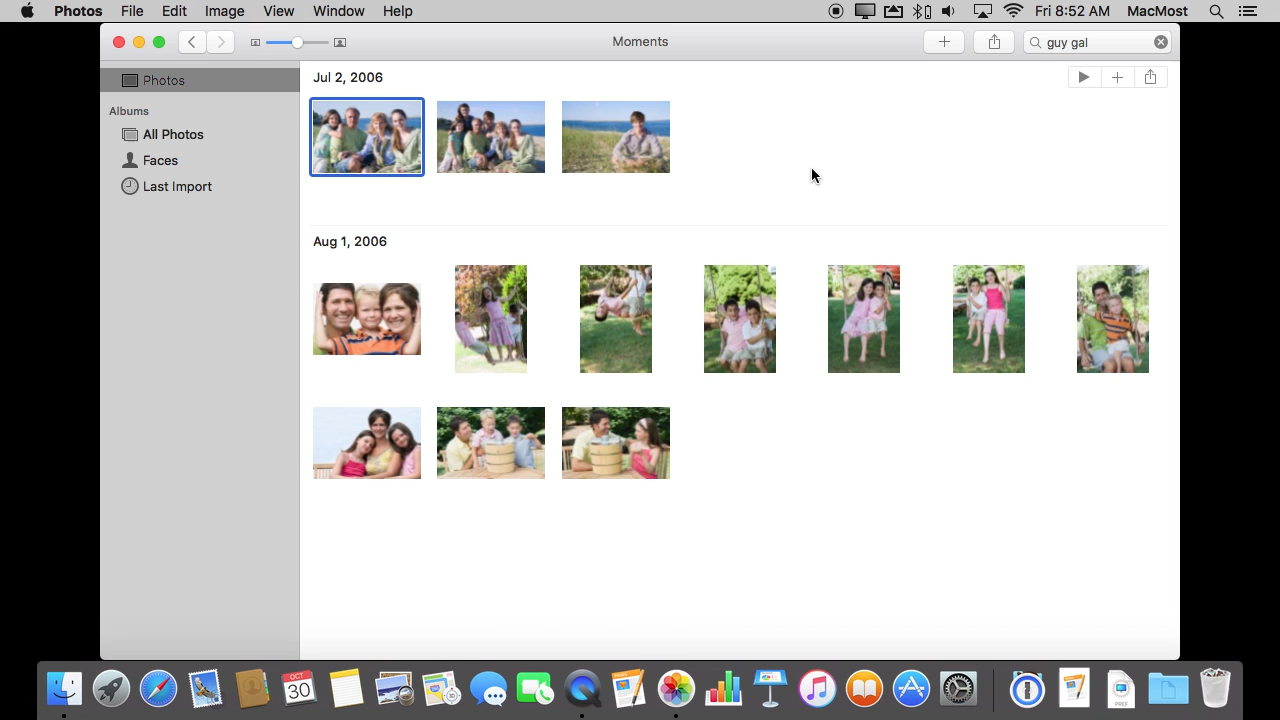 Photos File Edit Image View Window Help Fri 8:52 AM MacMost
Moments
guy gal
Photos
Albums
All Photos
Faces
Last Import
Jul 2, 2006
Aug 1, 2006
OCT
30